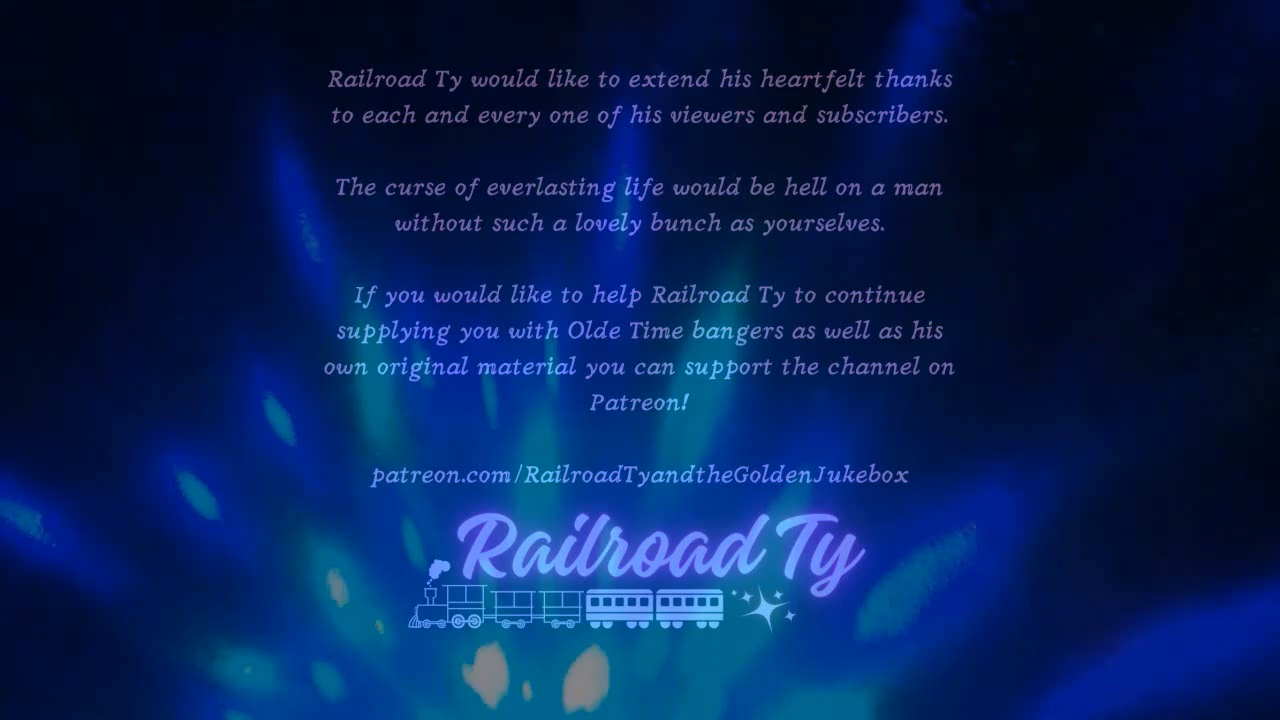 Railroad Ty would like to extend his heartfelt thanks
to each and every one of his viewers and subscribers.
The curse of everlasting life would be hell on a man
without such a lovely bunch as yourselves.
If you would like to help Railroad Ty to continue
supplying you with Olde Time bangers as well as his
own original material you can support the channel on
Patreon!
patreon.com/RailroadTyandtheGoldenJukebox
Railroad Ty